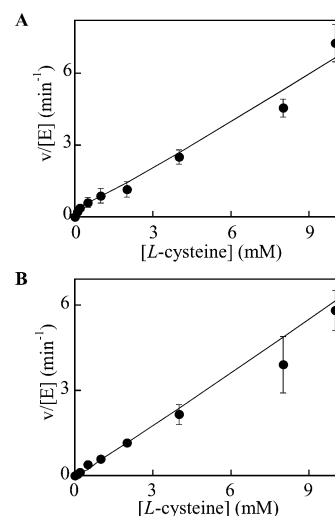 A
v/[E] (min⁻¹)
6
3
0
0 3 6 9
[L-cysteine] (mM)
B
v/[E] (min⁻¹)
6
3
0
0 3 6 9
[L-cysteine] (mM)